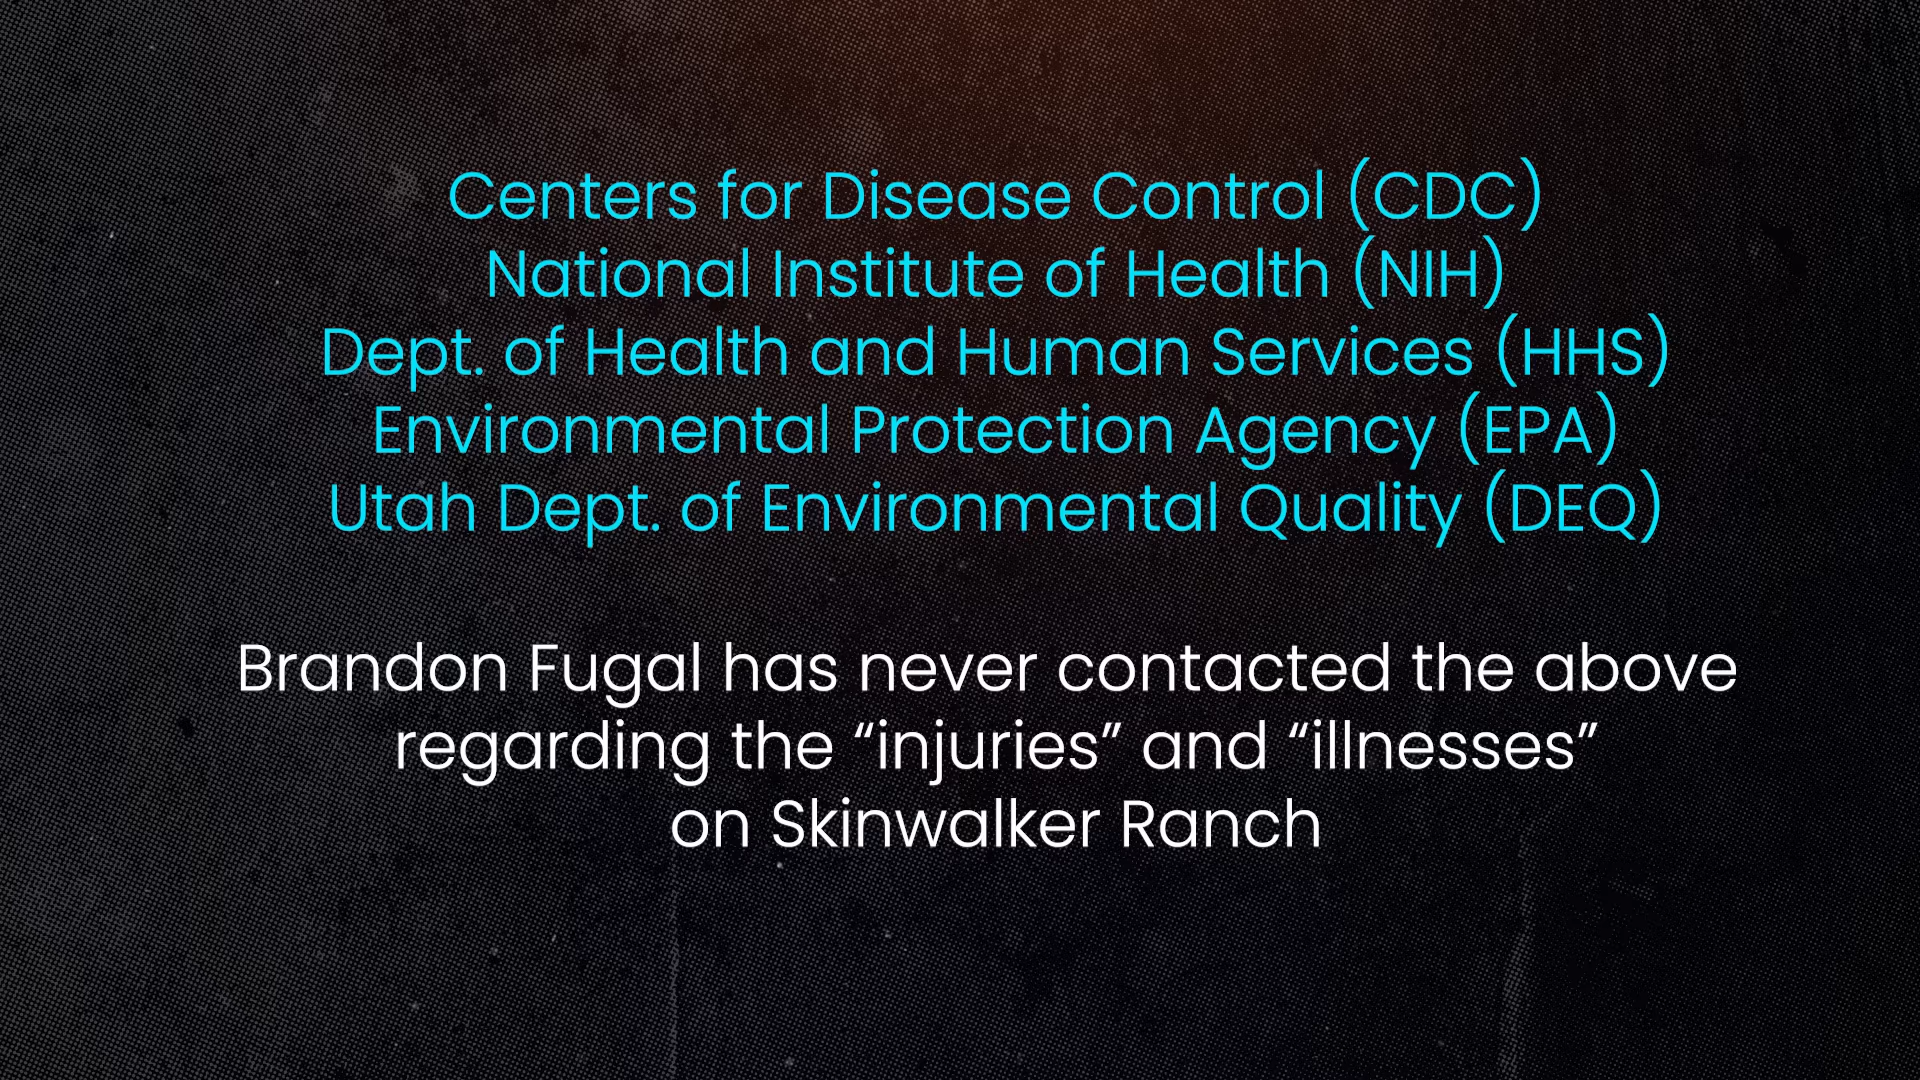 Centers for Disease Control (CDC)
National Institute of Health (NIH)
Dept. of Health and Human Services (HHS)
Environmental Protection Agency (EPA)
Utah Dept. of Environmental Quality (DEQ)
Brandon Fugal has never contacted the above
regarding the “injuries” and “illnesses”
on Skinwalker Ranch